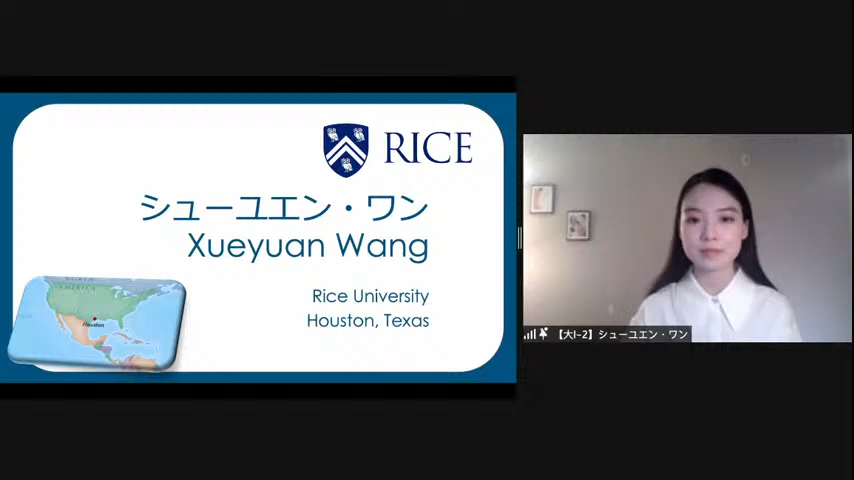 RICE
シューユエン・ワン
Xueyuan Wang
Rice University
Houston, Texas
Houston
【大I-2】シューユエン・ワン